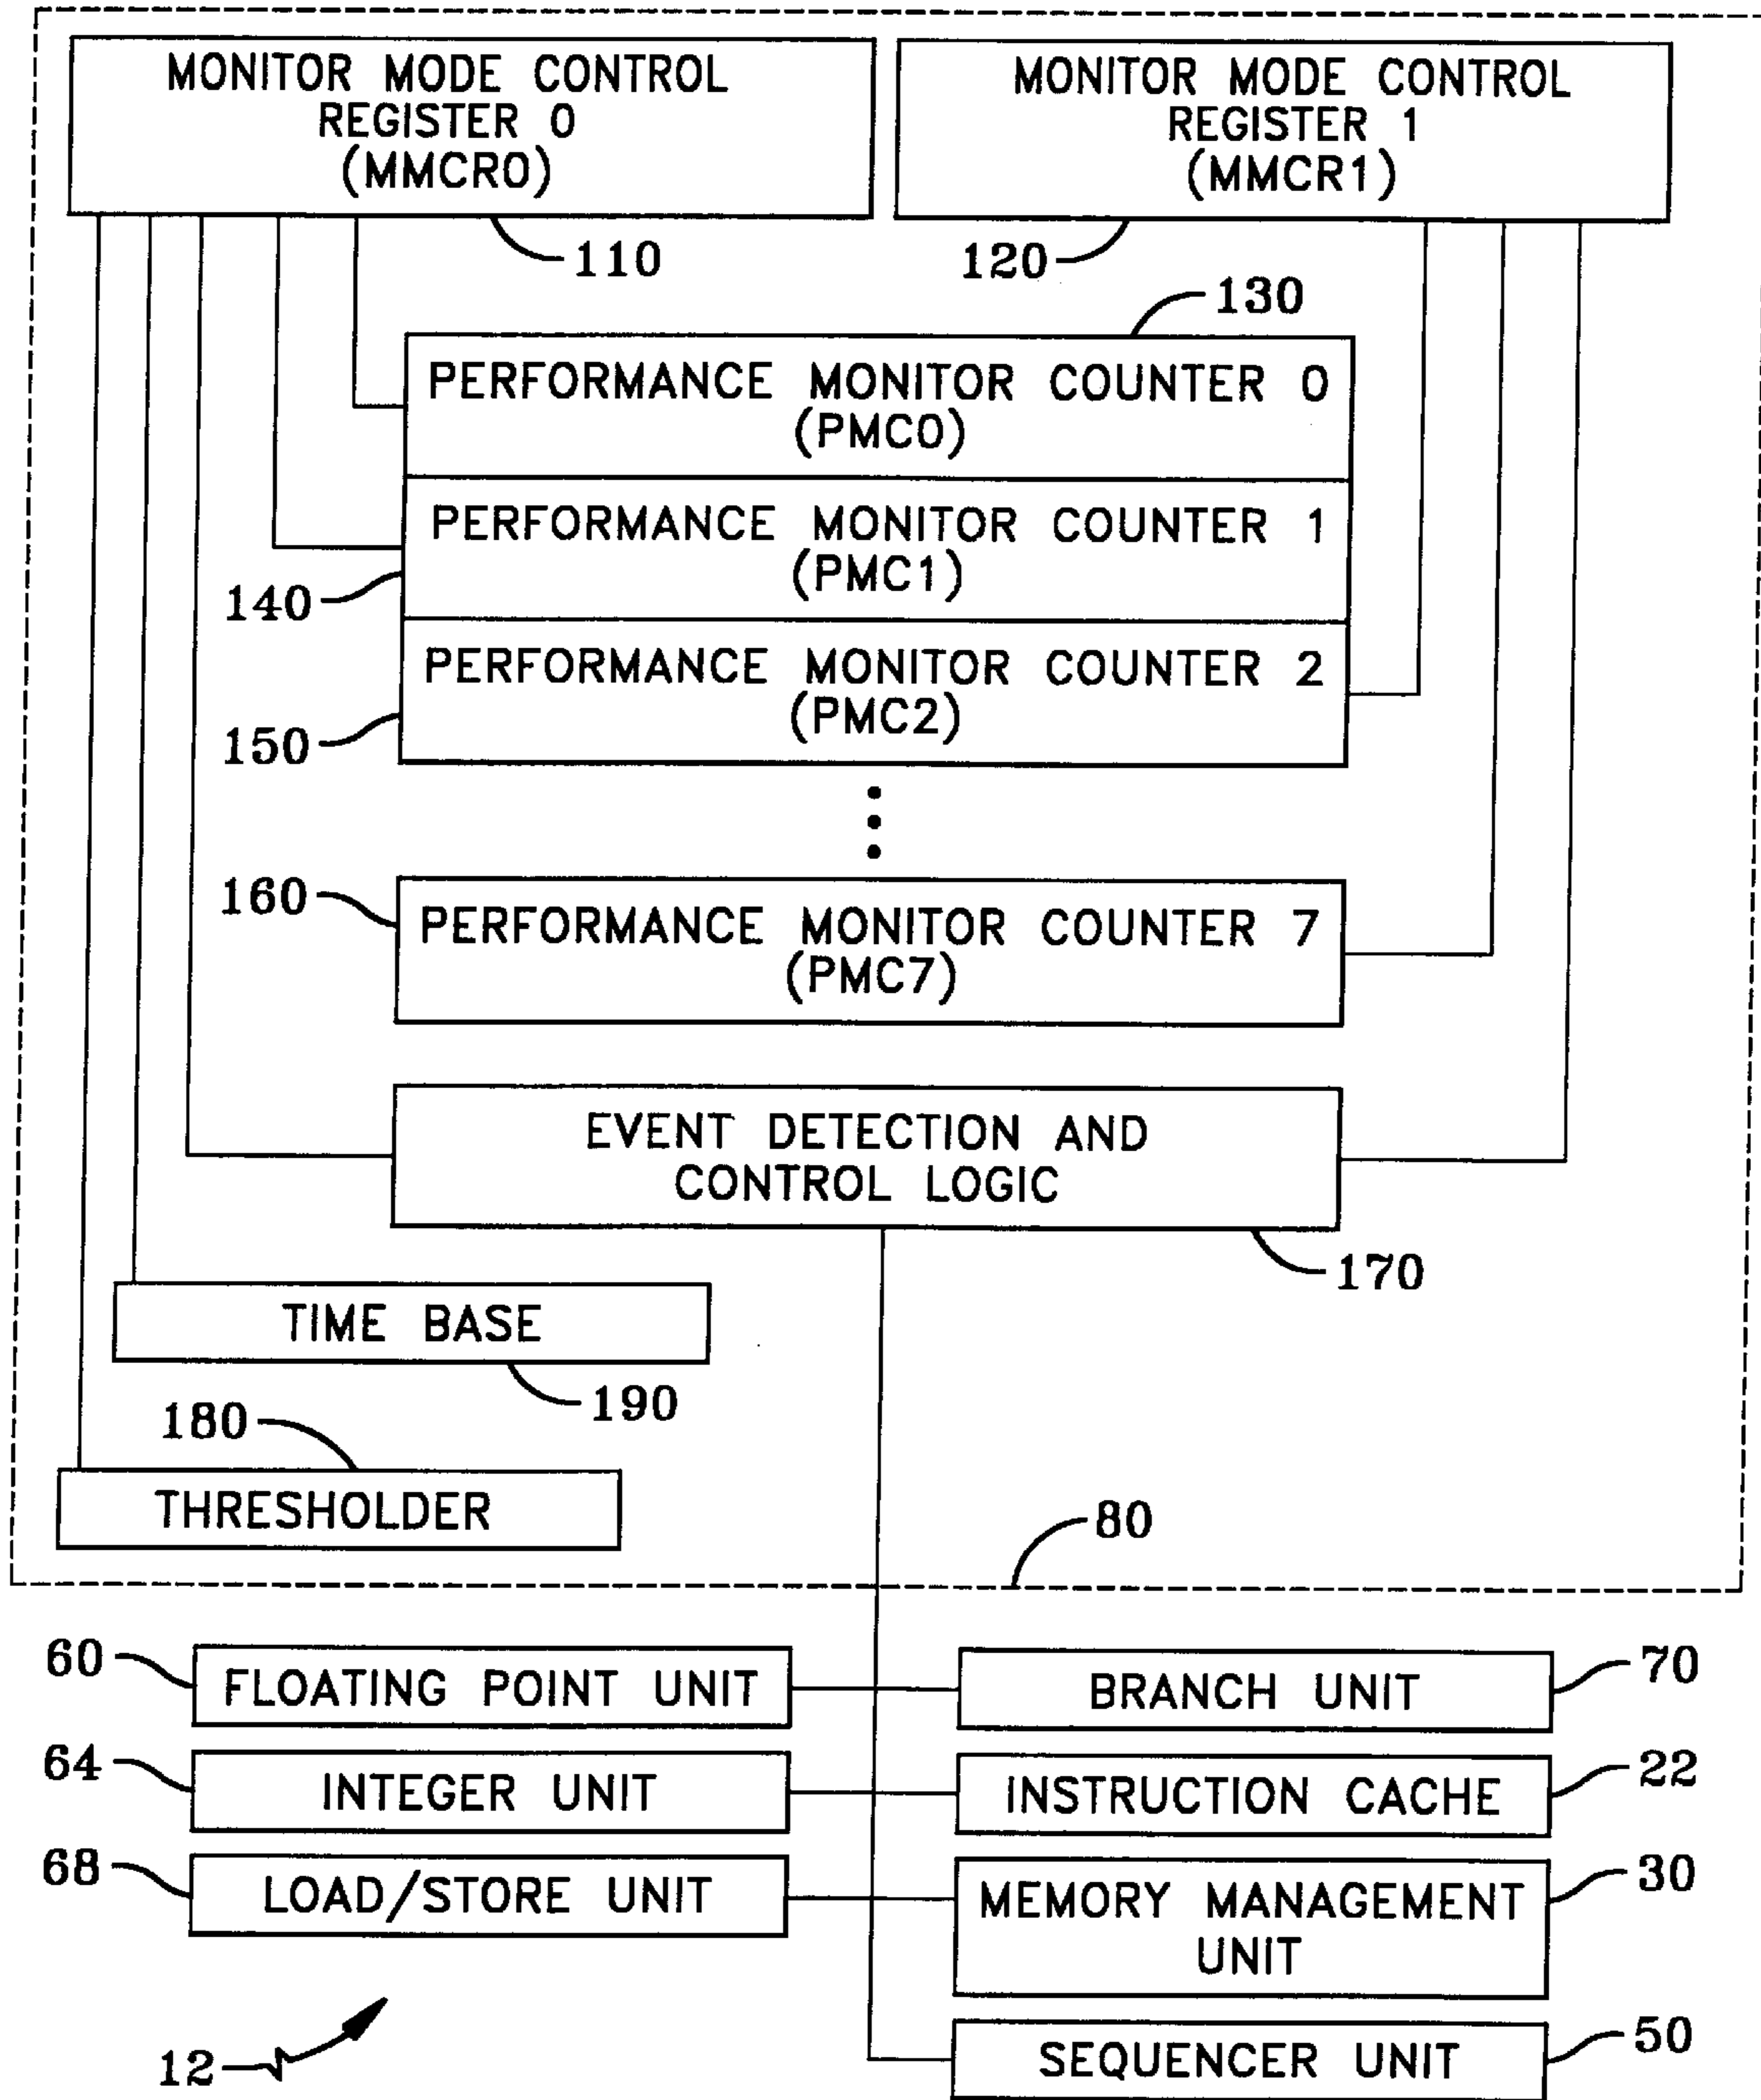 MONITOR MODE CONTROL
REGISTER 0
(MMCR0)
MONITOR MODE CONTROL
REGISTER 1
(MMCR1)
110
120
130
PERFORMANCE MONITOR COUNTER 0
(PMC0)
PERFORMANCE MONITOR COUNTER 1
(PMC1)
140
PERFORMANCE MONITOR COUNTER 2
(PMC2)
150
160
PERFORMANCE MONITOR COUNTER 7
(PMC7)
EVENT DETECTION AND
CONTROL LOGIC
170
TIME BASE
190
180
THRESHOLDER
80
60
FLOATING POINT UNIT
BRANCH UNIT
70
64
INTEGER UNIT
INSTRUCTION CACHE
22
68
LOAD/STORE UNIT
MEMORY MANAGEMENT
UNIT
30
12
SEQUENCER UNIT
50